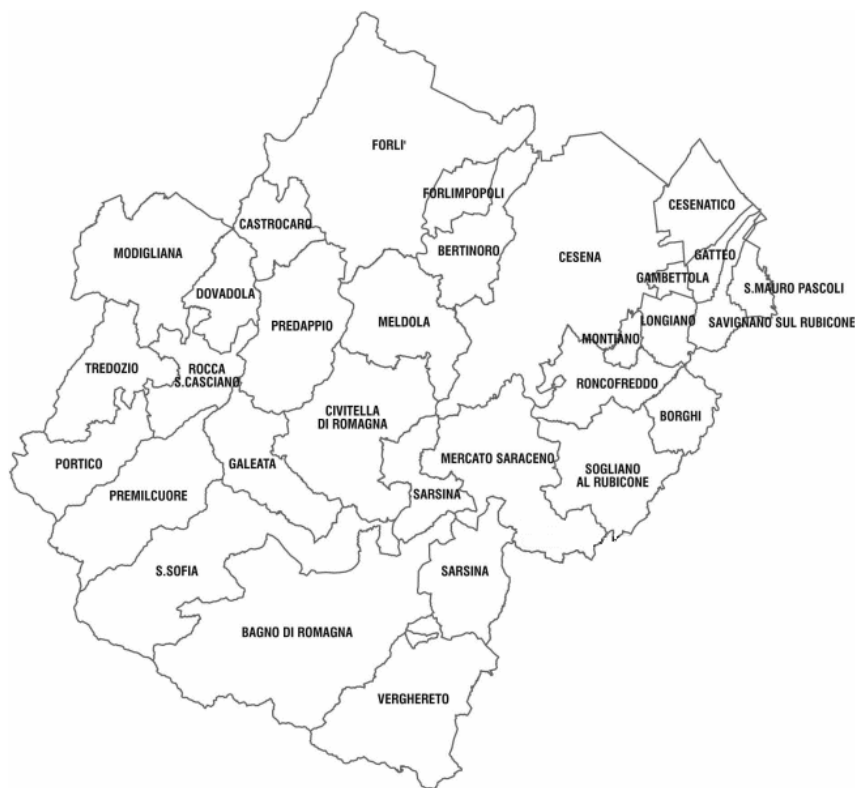 FORLI'
CESENATICO
FORLIMPOPOLI
CASTROCARO
BERTINORO
MODIGLIANA
GATTEO
CESENA
GAMBETTOLA
DOVADOLA
S.MAURO PASCOLI
PREDAPPIO
MELDOLA
LONGIANO
SAVIGNANO SUL RUBICONE
MONTIANO
TREDOZIO
ROCCA
S.CASCIANO
RONCOFREDDO
CIVITELLA
DI ROMAGNA
BORGHI
PORTICO
GALEATA
MERCATO SARACENO
SOGLIANO
AL RUBICONE
PREMILCUORE
SARSINA
S.SOFIA
SARSINA
BAGNO DI ROMAGNA
VERGHERETO